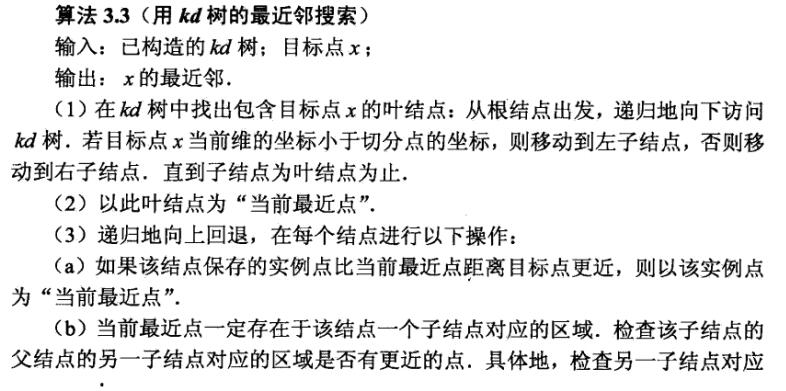 算法 3.3（用 kd 树的最近邻搜索）
输入：已构造的 kd 树；目标点 x；
输出：x 的最近邻．
（1）在 kd 树中找出包含目标点 x 的叶结点：从根结点出发，递归地向下访问
kd 树．若目标点 x 当前维的坐标小于切分点的坐标，则移动到左子结点，否则移
动到右子结点．直到子结点为叶结点为止．
（2）以此叶结点为“当前最近点”．
（3）递归地向上回退，在每个结点进行以下操作：
（a）如果该结点保存的实例点比当前最近点距离目标点更近，则以该实例点
为“当前最近点”．
（b）当前最近点一定存在于该结点一个子结点对应的区域．检查该子结点的
父结点的另一子结点对应的区域是否有更近的点．具体地，检查另一子结点对应